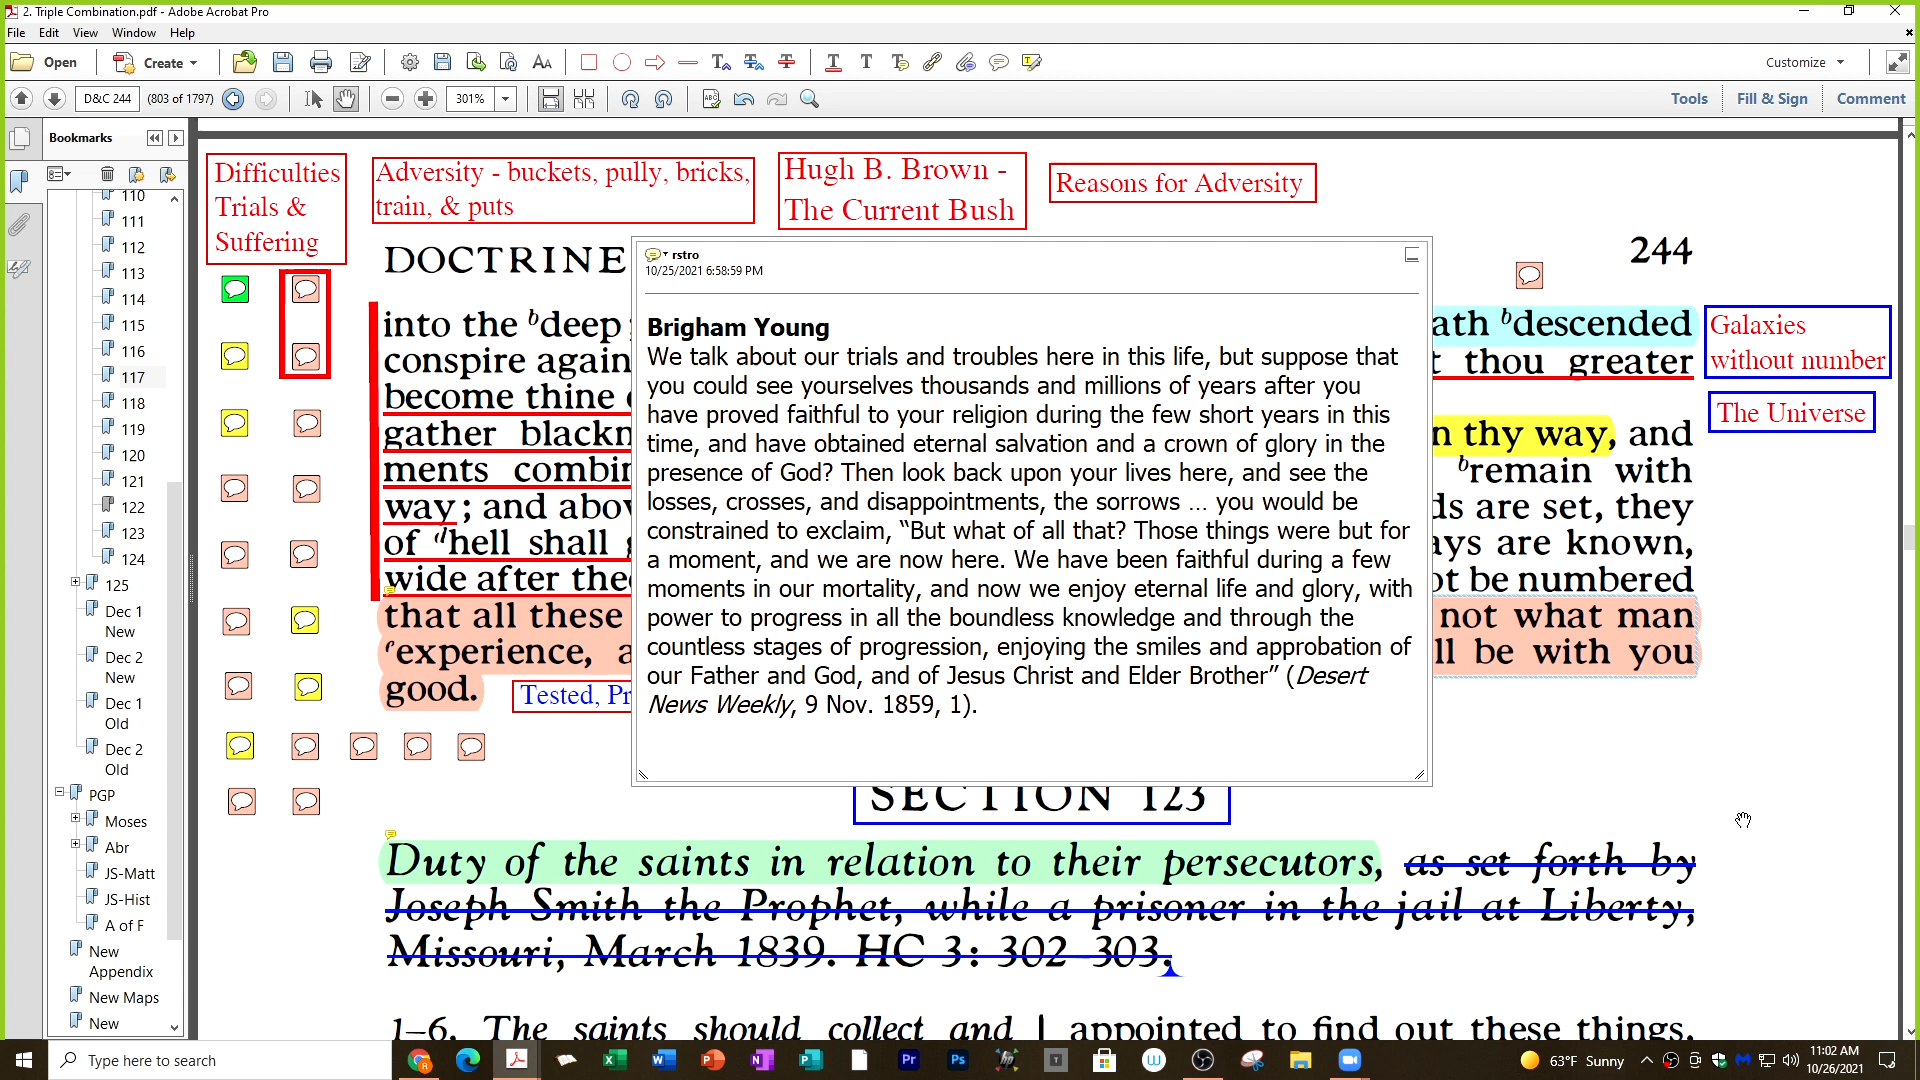 2. Triple Combination.pdf - Adobe Acrobat Pro
File Edit View Window Help
Open Create Customize
D&C 244 (803 of 1797) 301% Tools Fill & Sign Comment
Bookmarks
110
111
112
113
114
115
116
117
118
119
120
121
122
123
124
125
Dec 1
New
Dec 2
New
Dec 1
Old
Dec 2
Old
PGP
Moses
Abr
JS-Matt
JS-Hist
A of F
New
Appendix
New Maps
New
Difficulties
Trials &
Suffering
Adversity - buckets, pully, bricks,
train, & puts
Hugh B. Brown -
The Current Bush
Reasons for Adversity
DOCTRINE
244
into the bdeep;
conspire again
become thine
gather blackn
ments combin
way; and abov
of dhell shall
wide after thee
that all these
eexperience, a
good.
Tested, Pr
rstro
10/25/2021 6:58:59 PM
Brigham Young
We talk about our trials and troubles here in this life, but suppose that
you could see yourselves thousands and millions of years after you
have proved faithful to your religion during the few short years in this
time, and have obtained eternal salvation and a crown of glory in the
presence of God? Then look back upon your lives here, and see the
losses, crosses, and disappointments, the sorrows … you would be
constrained to exclaim, “But what of all that? Those things were but for
a moment, and we are now here. We have been faithful during a few
moments in our mortality, and now we enjoy eternal life and glory, with
power to progress in all the boundless knowledge and through the
countless stages of progression, enjoying the smiles and approbation of
our Father and God, and of Jesus Christ and Elder Brother” (Desert
News Weekly, 9 Nov. 1859, 1).
ath bdescended
t thou greater
n thy way, and
bremain with
ds are set, they
ays are known,
ot be numbered
not what man
ll be with you
Galaxies
without number
The Universe
SECTION 123
Duty of the saints in relation to their persecutors, as set forth by
Joseph Smith the Prophet, while a prisoner in the jail at Liberty,
Missouri, March 1839. HC 3: 302–303.
1–6, The saints should collect and
appointed to find out these things,
Type here to search
63°F Sunny
11:02 AM
10/26/2021